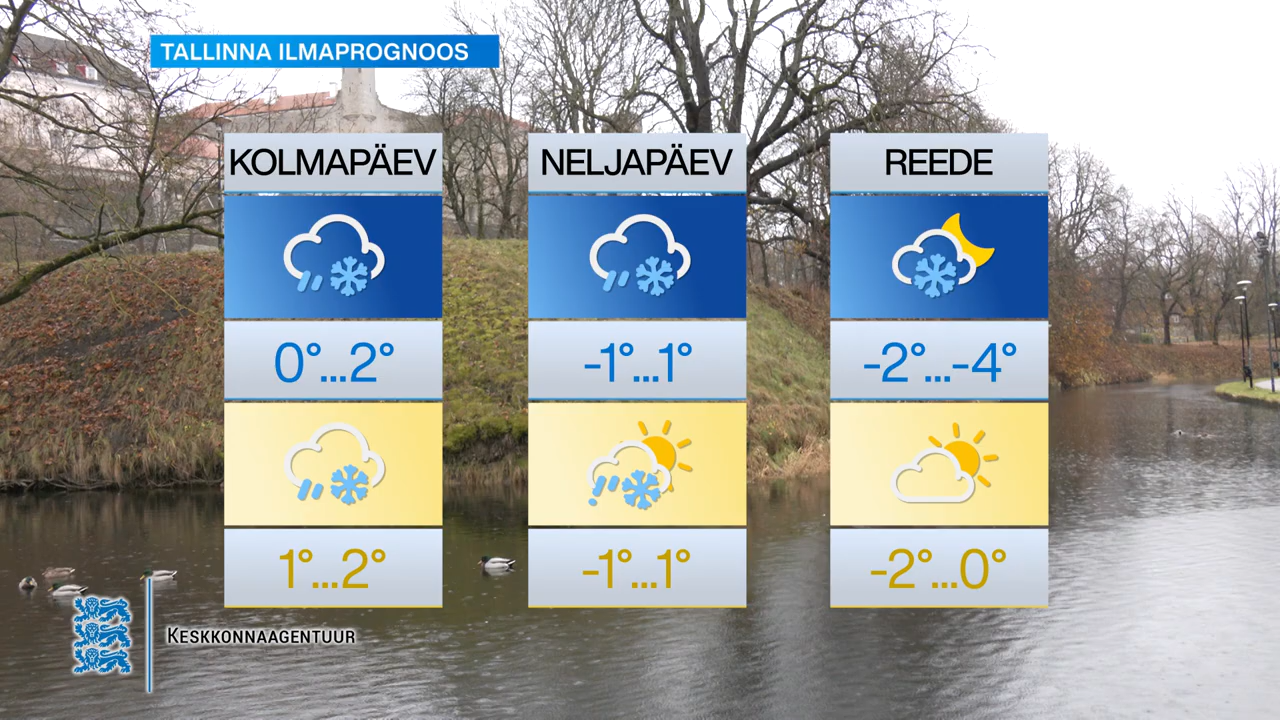 TALLINNA ILMAPROGNOOS
KOLMAPÄEV
0°...2°
1°...2°
NELJAPÄEV
-1°...1°
-1°...1°
REEDE
-2°...-4°
-2°...0°
KESKKONNAAGENTUUR